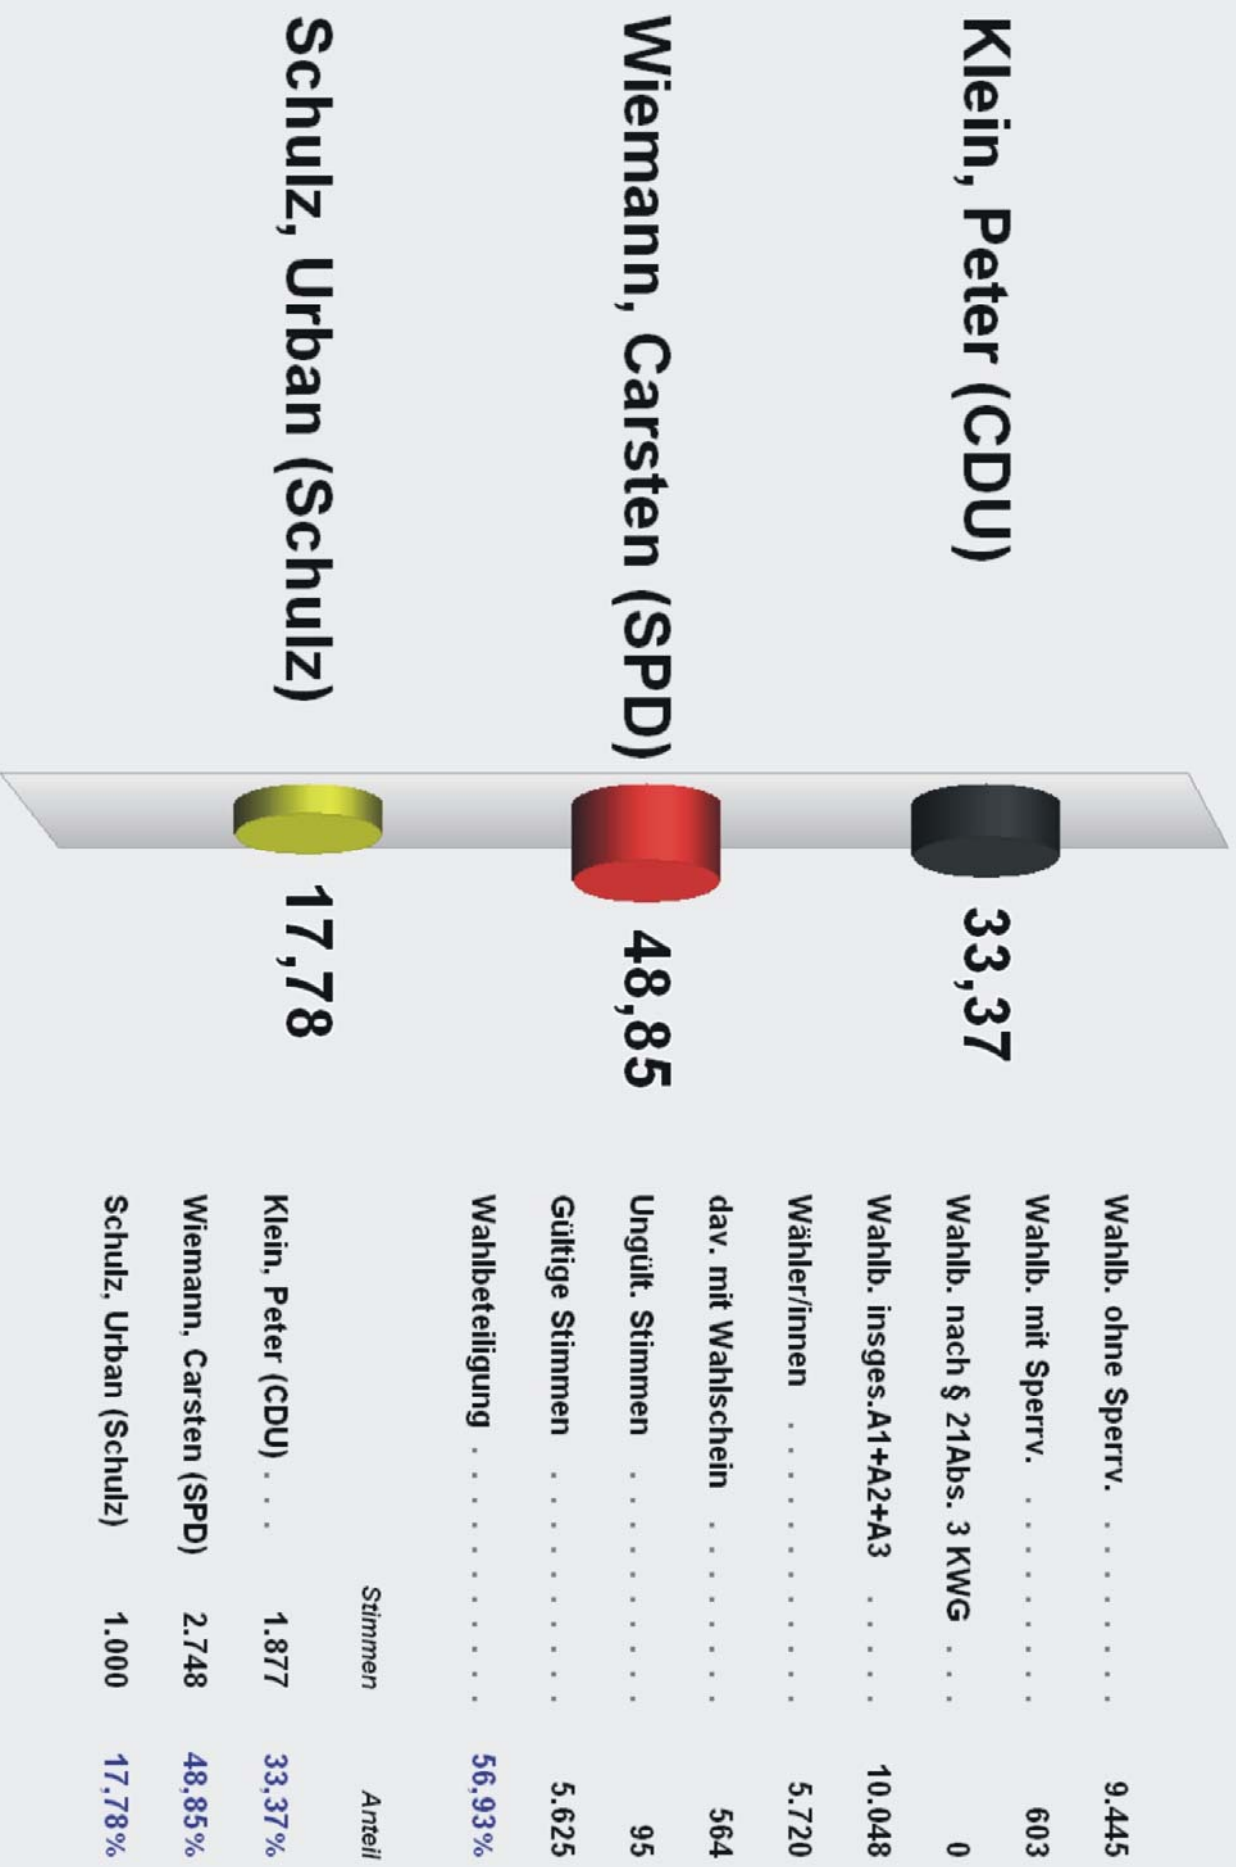 Klein, Peter (CDU) 33,37
Wiemann, Carsten (SPD) 48,85
Schulz, Urban (Schulz) 17,78
Wahlb. ohne Sperrv. . . . . . . . . 9.445
Wahlb. mit Sperrv. . . . . . . . . . 603
Wahlb. nach § 21Abs. 3 KWG . . . 0
Wahlb. insges.A1+A2+A3 . . . . . 10.048
Wähler/innen . . . . . . . . . . . . 5.720
dav. mit Wahlschein . . . . . . . . 564
Ungült. Stimmen . . . . . . . . . . 95
Gültige Stimmen . . . . . . . . . . 5.625
Wahlbeteiligung . . . . . . . . . . . 56,93%
Stimmen Anteil
Klein, Peter (CDU) . . . 1.877 33,37%
Wiemann, Carsten (SPD) 2.748 48,85%
Schulz, Urban (Schulz) 1.000 17,78%